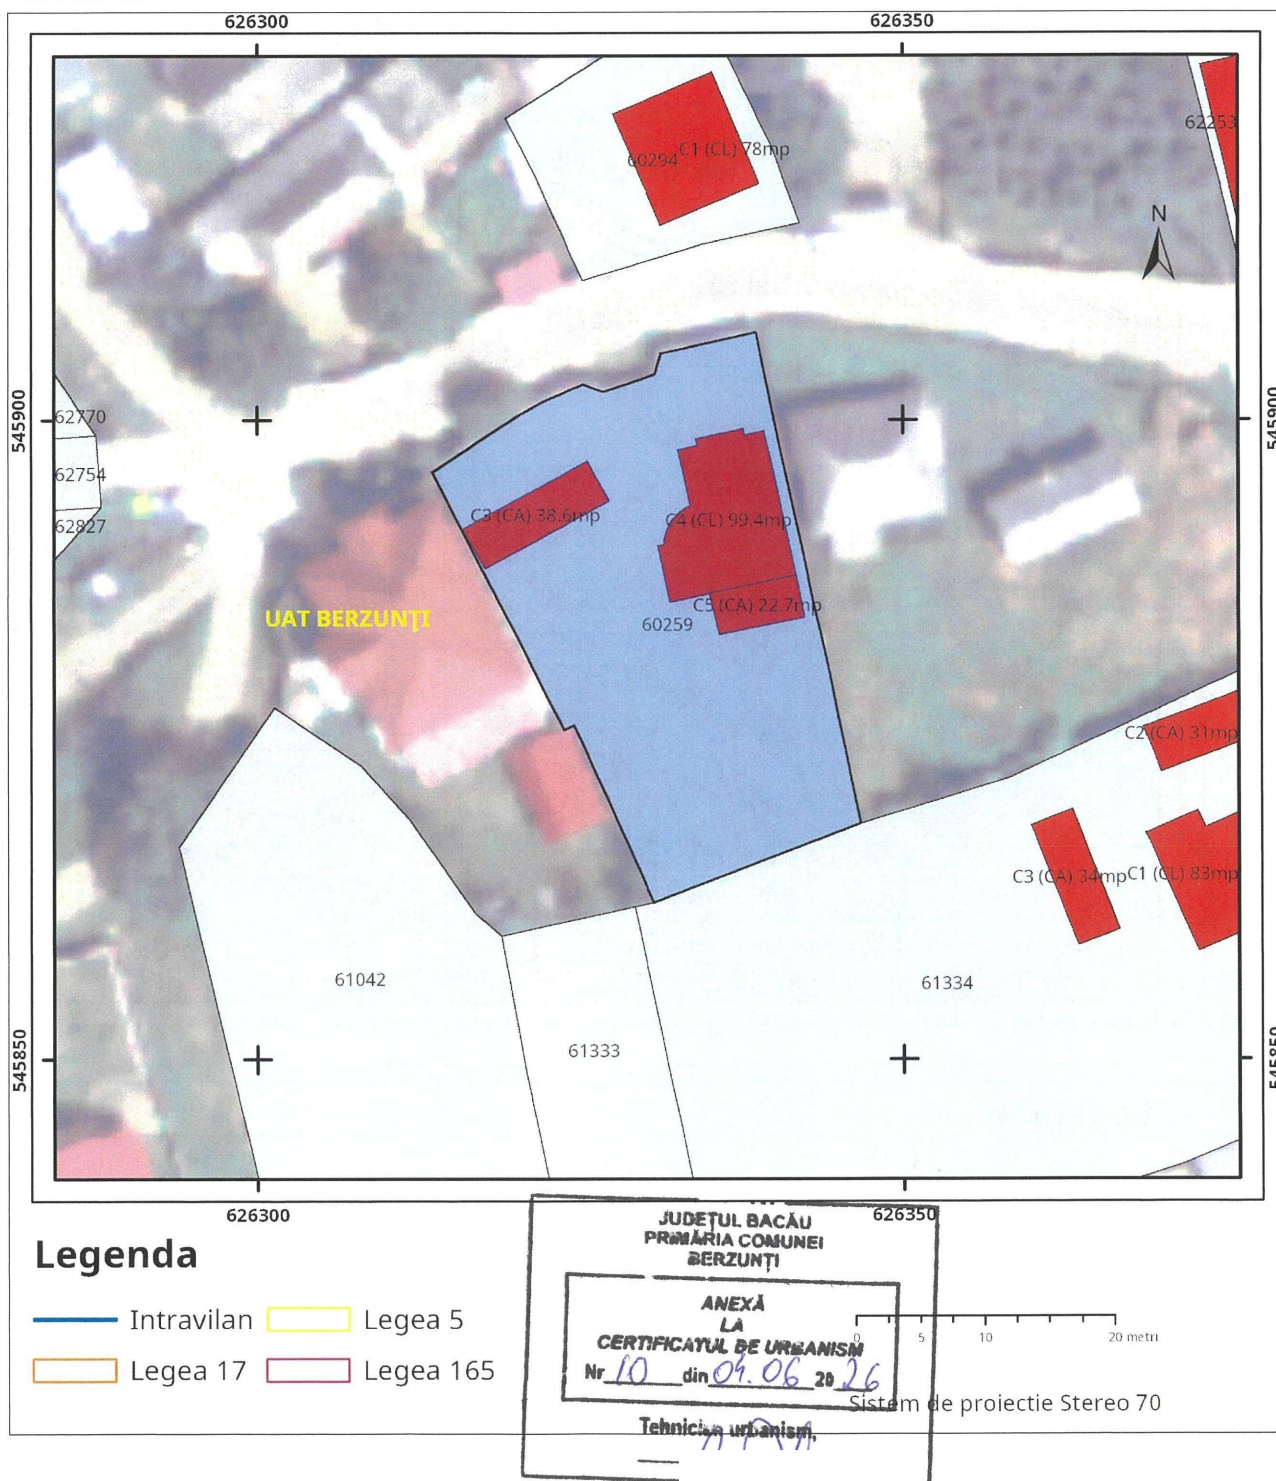 626300
626350
62253
C1 (CL) 78mp
60294
N
545900
545900
62770
62754
62827
C3 (CA) 38.6mp
C4 (CL) 99.4mp
C5 (CA) 22.7mp
60259
UAT BERZUNȚI
C2 (CA) 31mp
C3 (CA) 34mp
C1 (CL) 83mp
61042
61334
61333
545850
545850
626300
626350
Legenda
Intravilan
Legea 5
Legea 17
Legea 165
JUDEȚUL BACĂU
PRIMĂRIA COMUNEI
BERZUNȚI
ANEXĂ
LA
CERTIFICATUL DE URBANISM
Nr 10 din 04.06 2026
Tehnician urbanism,
0 5 10 20 metri
Sistem de proiectie Stereo 70